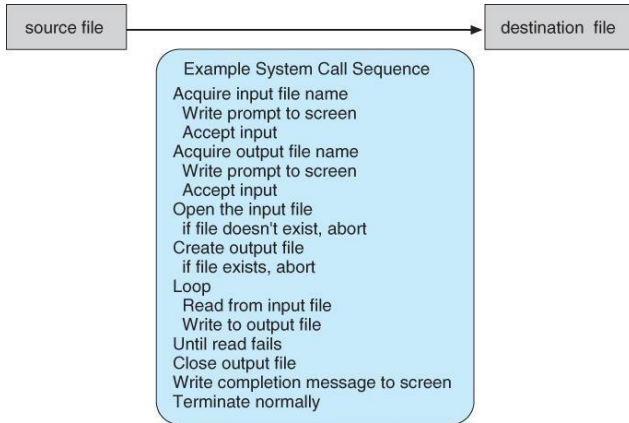 source file
destination file
Example System Call Sequence
Acquire input file name
Write prompt to screen
Accept input
Acquire output file name
Write prompt to screen
Accept input
Open the input file
if file doesn't exist, abort
Create output file
if file exists, abort
Loop
Read from input file
Write to output file
Until read fails
Close output file
Write completion message to screen
Terminate normally